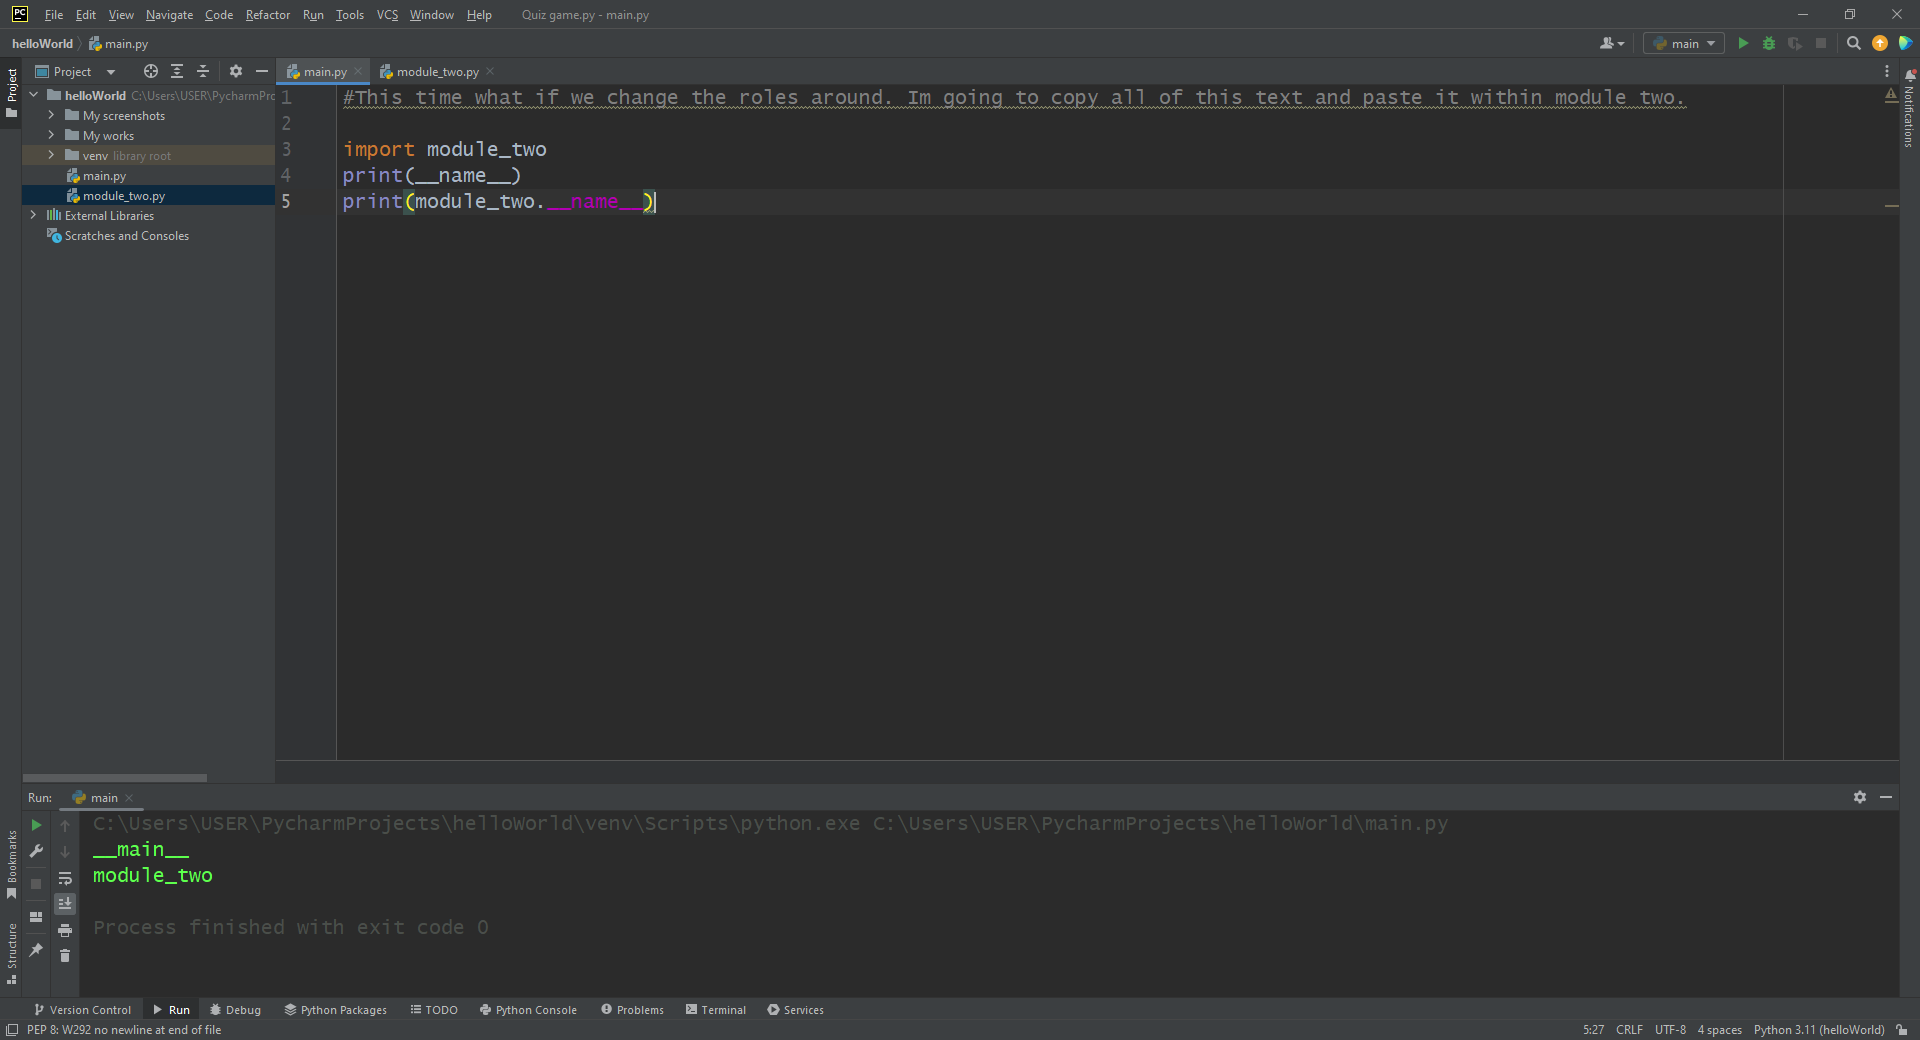 PC File Edit View Navigate Code Refactor Run Tools VCS Window Help Quiz game.py - main.py
helloWorld main.py main
Project
main.py module_two.py
Project
helloWorld C:\Users\USER\PycharmPro
My screenshots
My works
venv library root
main.py
module_two.py
External Libraries
Scratches and Consoles
1 #This time what if we change the roles around. Im going to copy all of this text and paste it within module two.
2
3 import module_two
4 print(__name__)
5 print(module_two.__name__)
Notifications
Run: main
C:\Users\USER\PycharmProjects\helloWorld\venv\Scripts\python.exe C:\Users\USER\PycharmProjects\helloWorld\main.py
__main__
module_two
Process finished with exit code 0
Bookmarks
Structure
Version Control Run Debug Python Packages TODO Python Console Problems Terminal Services
PEP 8: W292 no newline at end of file 5:27 CRLF UTF-8 4 spaces Python 3.11 (helloWorld)